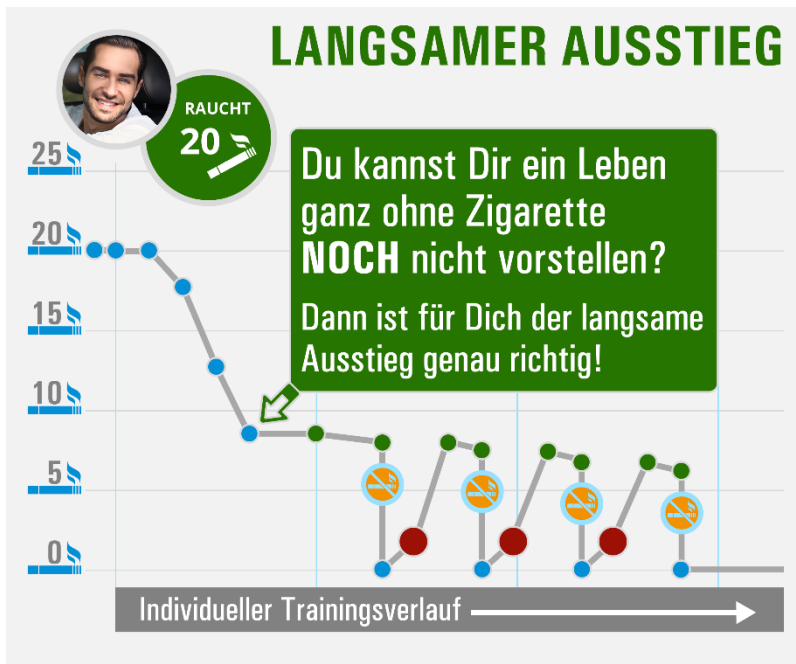 LANGSAMER AUSSTIEG
RAUCHT
20
Du kannst Dir ein Leben
ganz ohne Zigarette
NOCH nicht vorstellen?
Dann ist für Dich der langsame
Ausstieg genau richtig!
25
20
15
10
5
0
Individueller Trainingsverlauf